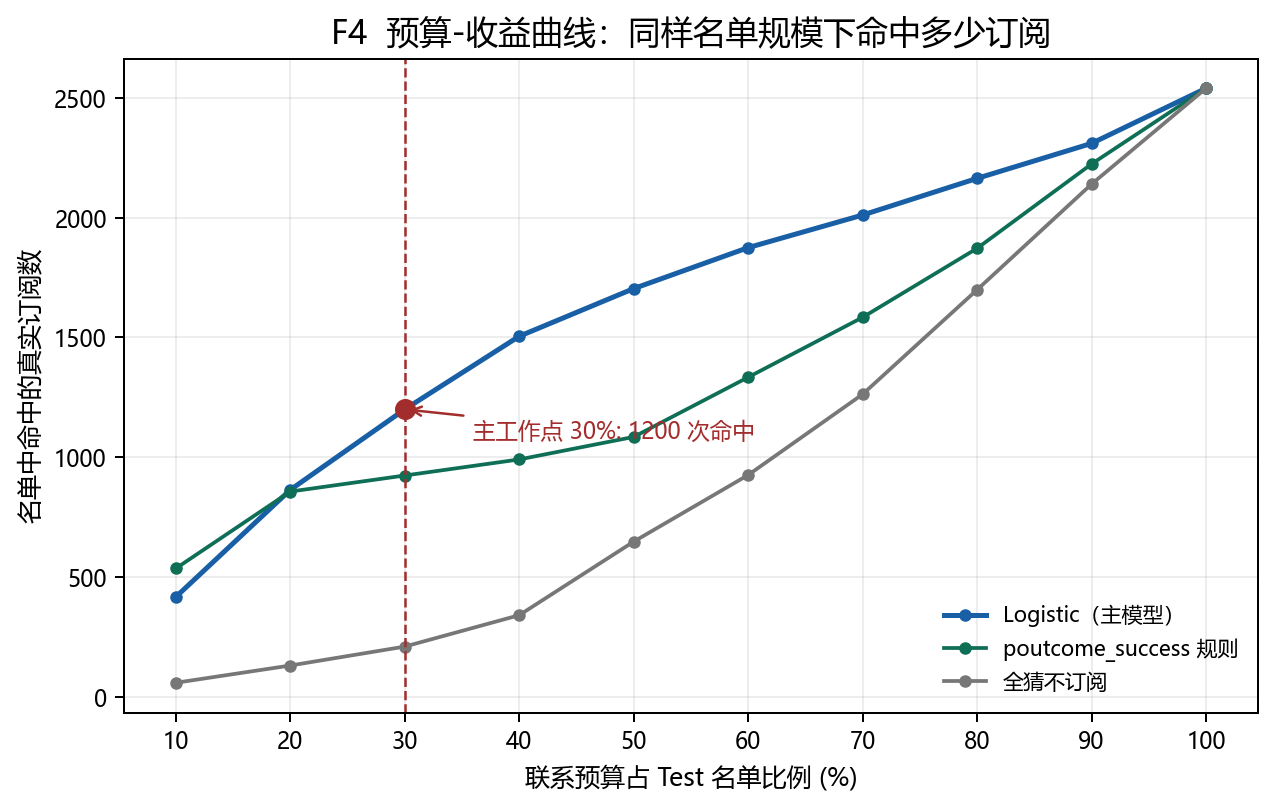 F4 预算-收益曲线：同样名单规模下命中多少订阅
名单中命中的真实订阅数
2500
2000
1500
1000
500
0
主工作点 30%: 1200 次命中
Logistic（主模型）
poutcome_success 规则
全猜不订阅
10 20 30 40 50 60 70 80 90 100
联系预算占 Test 名单比例 (%)